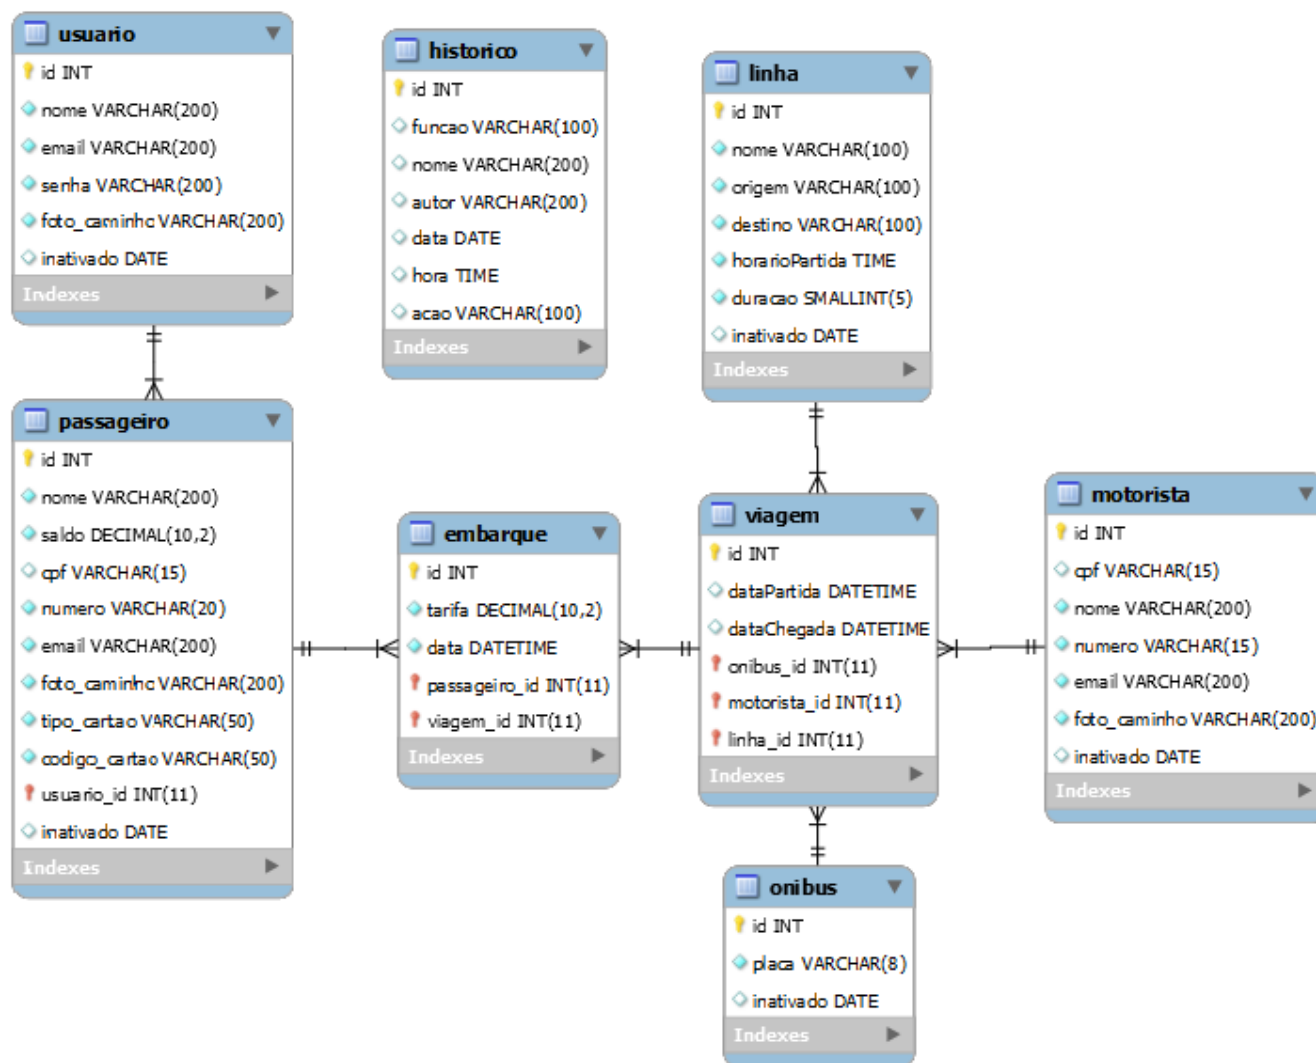 usuario
id INT
nome VARCHAR(200)
email VARCHAR(200)
senha VARCHAR(200)
foto_caminho VARCHAR(200)
inativado DATE
Indexes
historico
id INT
funcao VARCHAR(100)
nome VARCHAR(200)
autor VARCHAR(200)
data DATE
hora TIME
acao VARCHAR(100)
Indexes
linha
id INT
nome VARCHAR(100)
origem VARCHAR(100)
destino VARCHAR(100)
horarioPartida TIME
duracao SMALLINT(5)
inativado DATE
Indexes
passageiro
id INT
nome VARCHAR(200)
saldo DECIMAL(10,2)
cpf VARCHAR(15)
numero VARCHAR(20)
email VARCHAR(200)
foto_caminho VARCHAR(200)
tipo_cartao VARCHAR(50)
codigo_cartao VARCHAR(50)
usuario_id INT(11)
inativado DATE
Indexes
embarque
id INT
tarifa DECIMAL(10,2)
data DATETIME
passageiro_id INT(11)
viagem_id INT(11)
Indexes
viagem
id INT
dataPartida DATETIME
dataChegada DATETIME
onibus_id INT(11)
motorista_id INT(11)
linha_id INT(11)
Indexes
motorista
id INT
cpf VARCHAR(15)
nome VARCHAR(200)
numero VARCHAR(15)
email VARCHAR(200)
foto_caminho VARCHAR(200)
inativado DATE
Indexes
onibus
id INT
placa VARCHAR(8)
inativado DATE
Indexes